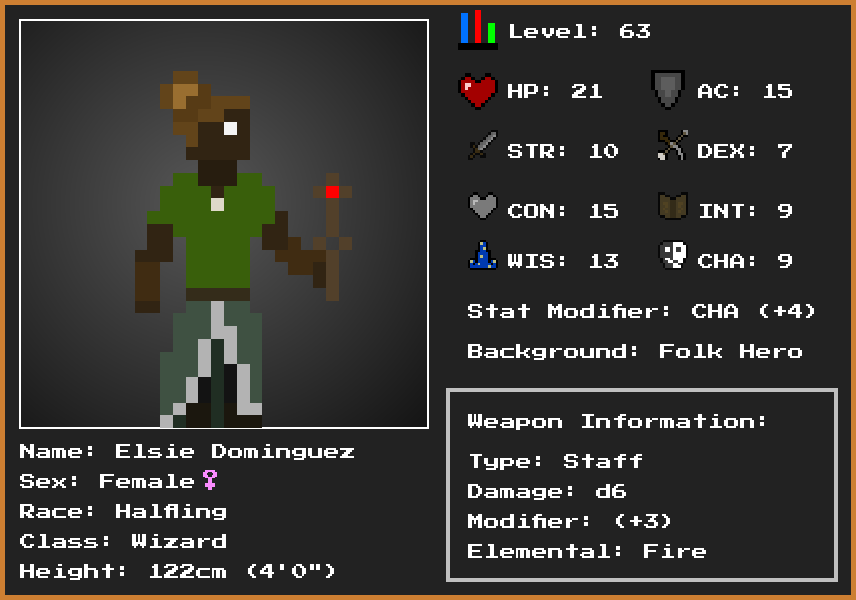 Level: 63
HP: 21
AC: 15
STR: 10
DEX: 7
CON: 15
INT: 9
WIS: 13
CHA: 9
Stat Modifier: CHA (+4)
Background: Folk Hero
Weapon Information:
Type: Staff
Damage: d6
Modifier: (+3)
Elemental: Fire
Name: Elsie Dominguez
Sex: Female♀
Race: Halfling
Class: Wizard
Height: 122cm (4'0")